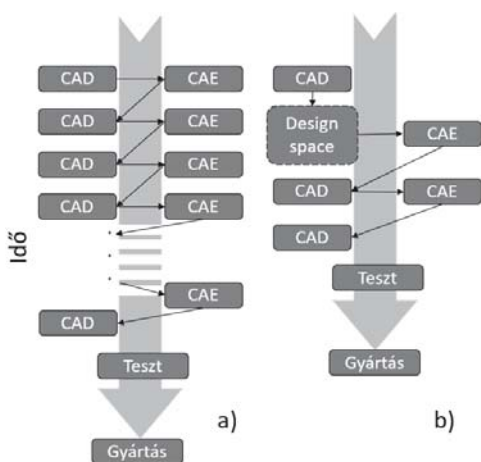 Idő
CAD CAE
CAD CAE
CAD CAE
CAD CAE
CAE
CAD
Teszt
Gyártás
a)
CAD
Design
space
CAE
CAD CAE
CAD
Teszt
Gyártás
b)